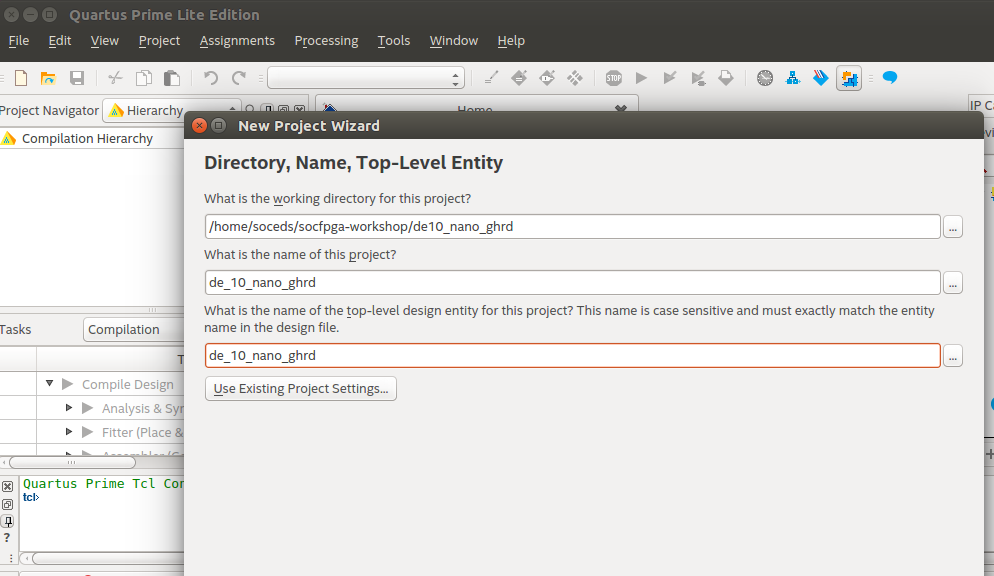 Quartus Prime Lite Edition
File Edit View Project Assignments Processing Tools Window Help
STOP
Project Navigator Hierarchy
Home
IP Ca
Compilation Hierarchy
New Project Wizard
Directory, Name, Top-Level Entity
What is the working directory for this project?
/home/soceds/socfpga-workshop/de10_nano_ghrd
...
What is the name of this project?
de_10_nano_ghrd
...
What is the name of the top-level design entity for this project? This name is case sensitive and must exactly match the entity
name in the design file.
de_10_nano_ghrd
...
Use Existing Project Settings...
Tasks Compilation
T
Compile Design
Analysis & Syn
Fitter (Place &
Quartus Prime Tcl Con
tcl>
?